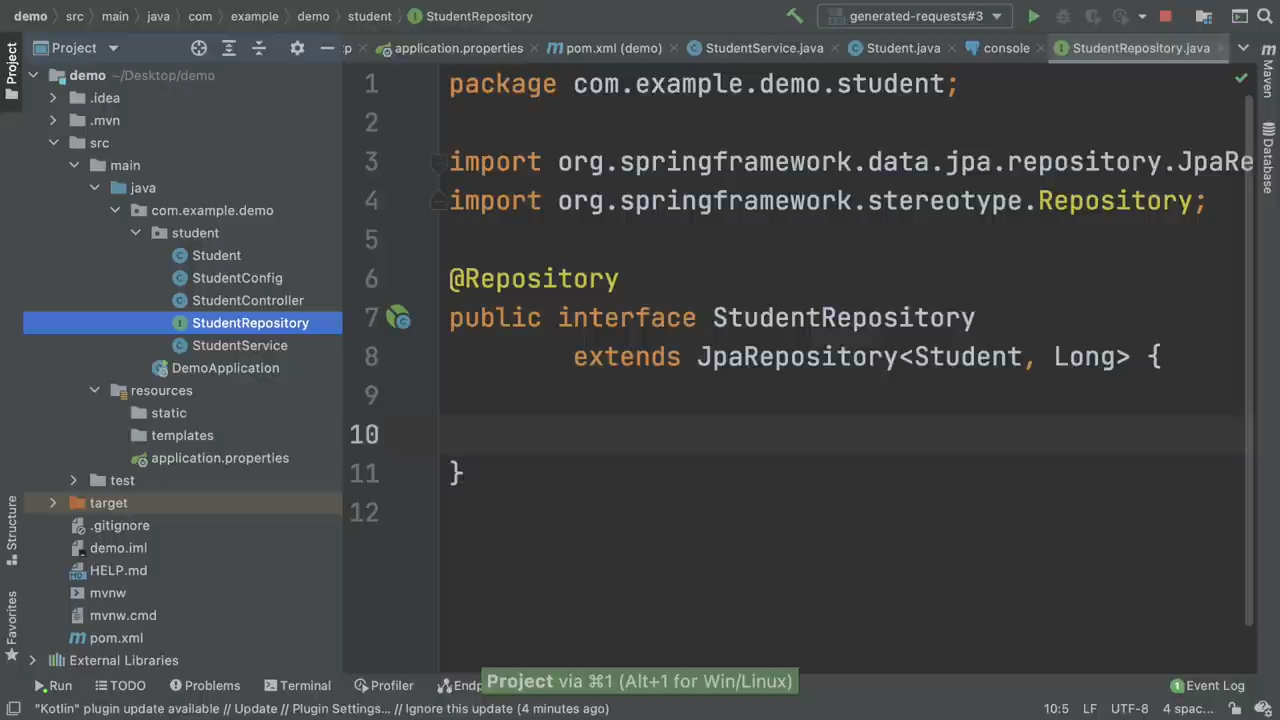 demo › src › main › java › com › example › demo › student › StudentRepository
generated-requests#3
Project
application.properties
pom.xml (demo)
StudentService.java
Student.java
console
StudentRepository.java
Project
Structure
Favorites
demo ~/Desktop/demo
.idea
.mvn
src
main
java
com.example.demo
student
Student
StudentConfig
StudentController
StudentRepository
StudentService
DemoApplication
resources
static
templates
application.properties
test
target
.gitignore
demo.iml
HELP.md
mvnw
mvnw.cmd
pom.xml
External Libraries
1 package com.example.demo.student;
2
3 import org.springframework.data.jpa.repository.JpaRe
4 import org.springframework.stereotype.Repository;
5
6 @Repository
7 public interface StudentRepository
8 extends JpaRepository<Student, Long> {
9
10
11 }
12
Maven
Database
Project via ⌘1 (Alt+1 for Win/Linux)
Run
TODO
Problems
Terminal
Profiler
Endp
1 Event Log
"Kotlin" plugin update available // Update // Plugin Settings... // Ignore this update (4 minutes ago)
10:5 LF UTF-8 4 spac...